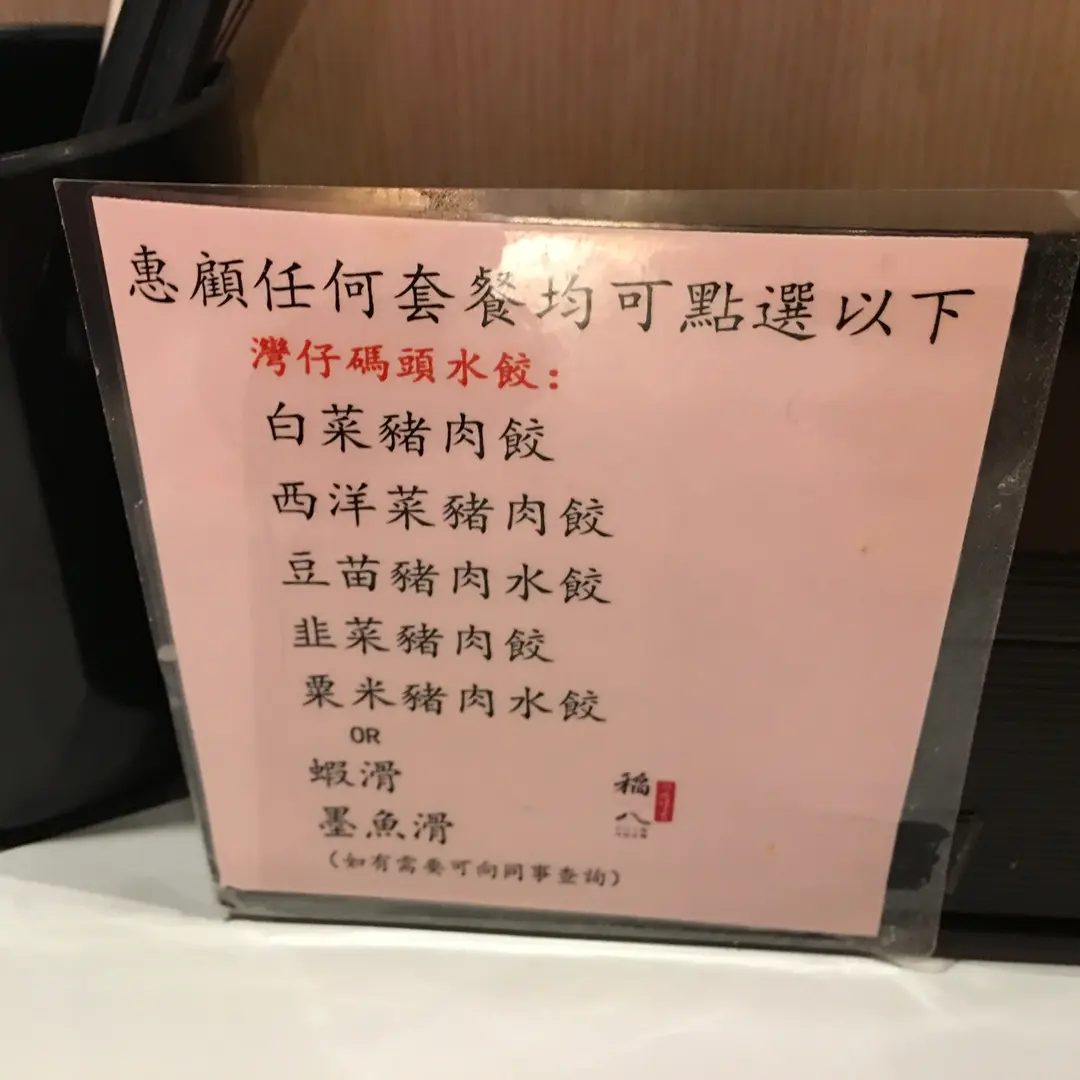 惠顧任何套餐均可點選以下
灣仔碼頭水餃:
白菜豬肉餃
西洋菜豬肉餃
豆苗豬肉水餃
韭菜豬肉餃
粟米豬肉水餃
OR
蝦滑
墨魚滑
(如有需要可向同事查詢)
稻
八